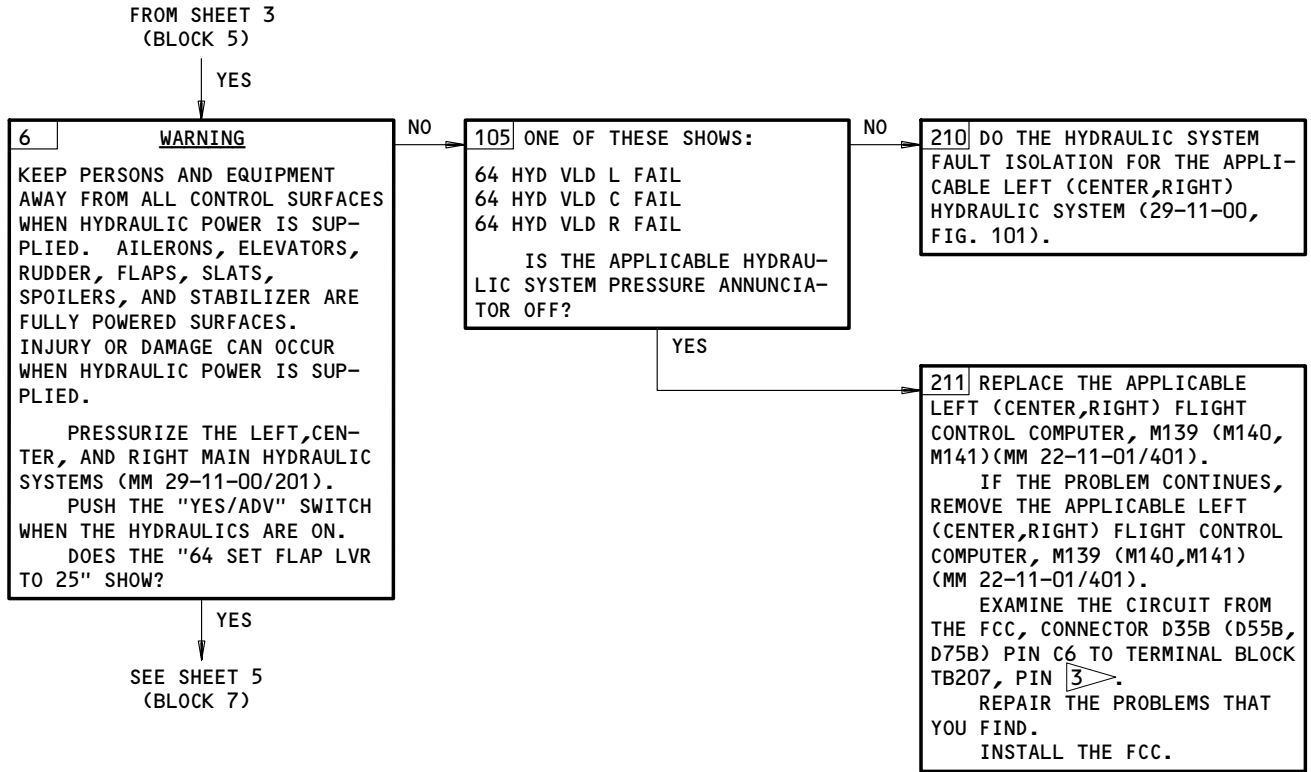 FROM SHEET 3
(BLOCK 5)
YES
6 WARNING
KEEP PERSONS AND EQUIPMENT
AWAY FROM ALL CONTROL SURFACES
WHEN HYDRAULIC POWER IS SUP-
PLIED. AILERONS, ELEVATORS,
RUDDER, FLAPS, SLATS,
SPOILERS, AND STABILIZER ARE
FULLY POWERED SURFACES.
INJURY OR DAMAGE CAN OCCUR
WHEN HYDRAULIC POWER IS SUP-
PLIED.
PRESSURIZE THE LEFT,CEN-
TER, AND RIGHT MAIN HYDRAULIC
SYSTEMS (MM 29-11-00/201).
PUSH THE "YES/ADV" SWITCH
WHEN THE HYDRAULICS ARE ON.
DOES THE "64 SET FLAP LVR
TO 25" SHOW?
YES
SEE SHEET 5
(BLOCK 7)
NO
105 ONE OF THESE SHOWS:
64 HYD VLD L FAIL
64 HYD VLD C FAIL
64 HYD VLD R FAIL
IS THE APPLICABLE HYDRAU-
LIC SYSTEM PRESSURE ANNUNCIA-
TOR OFF?
YES
NO
210 DO THE HYDRAULIC SYSTEM
FAULT ISOLATION FOR THE APPLI-
CABLE LEFT (CENTER,RIGHT)
HYDRAULIC SYSTEM (29-11-00,
FIG. 101).
211 REPLACE THE APPLICABLE
LEFT (CENTER,RIGHT) FLIGHT
CONTROL COMPUTER, M139 (M140,
M141)(MM 22-11-01/401).
IF THE PROBLEM CONTINUES,
REMOVE THE APPLICABLE LEFT
(CENTER,RIGHT) FLIGHT CONTROL
COMPUTER, M139 (M140,M141)
(MM 22-11-01/401).
EXAMINE THE CIRCUIT FROM
THE FCC, CONNECTOR D35B (D55B,
D75B) PIN C6 TO TERMINAL BLOCK
TB207, PIN 3.
REPAIR THE PROBLEMS THAT
YOU FIND.
INSTALL THE FCC.